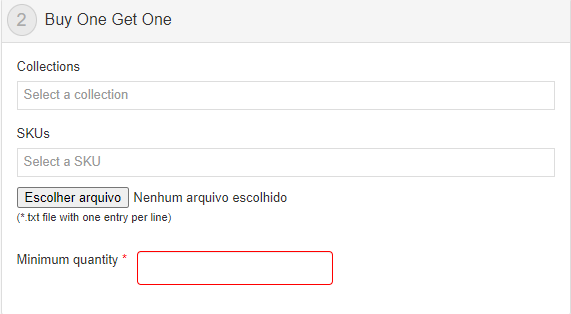 2 Buy One Get One
Collections
Select a collection
SKUs
Select a SKU
Escolher arquivo Nenhum arquivo escolhido
(*.txt file with one entry per line)
Minimum quantity *